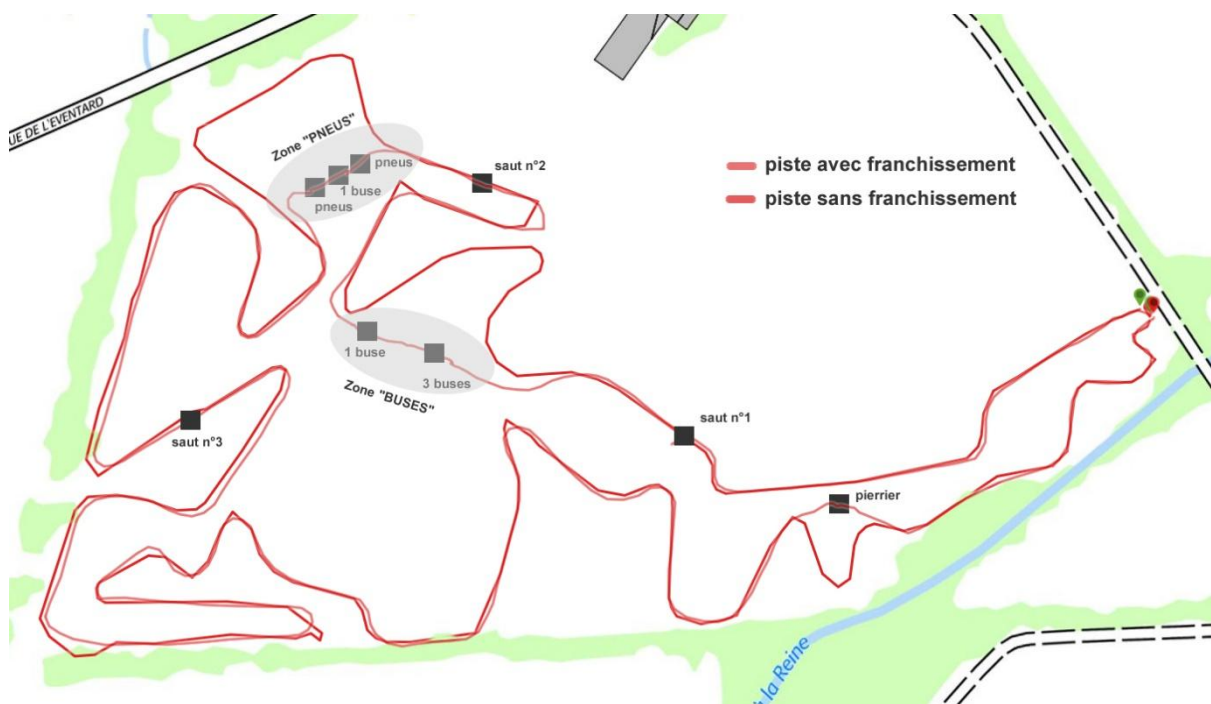 UE DE L'EVENTARD
Zone "PNEUS"
pneus
1 buse
pneus
saut n°2
piste avec franchissement
piste sans franchissement
1 buse
3 buses
Zone "BUSES"
saut n°3
saut n°1
pierrier
la Reine